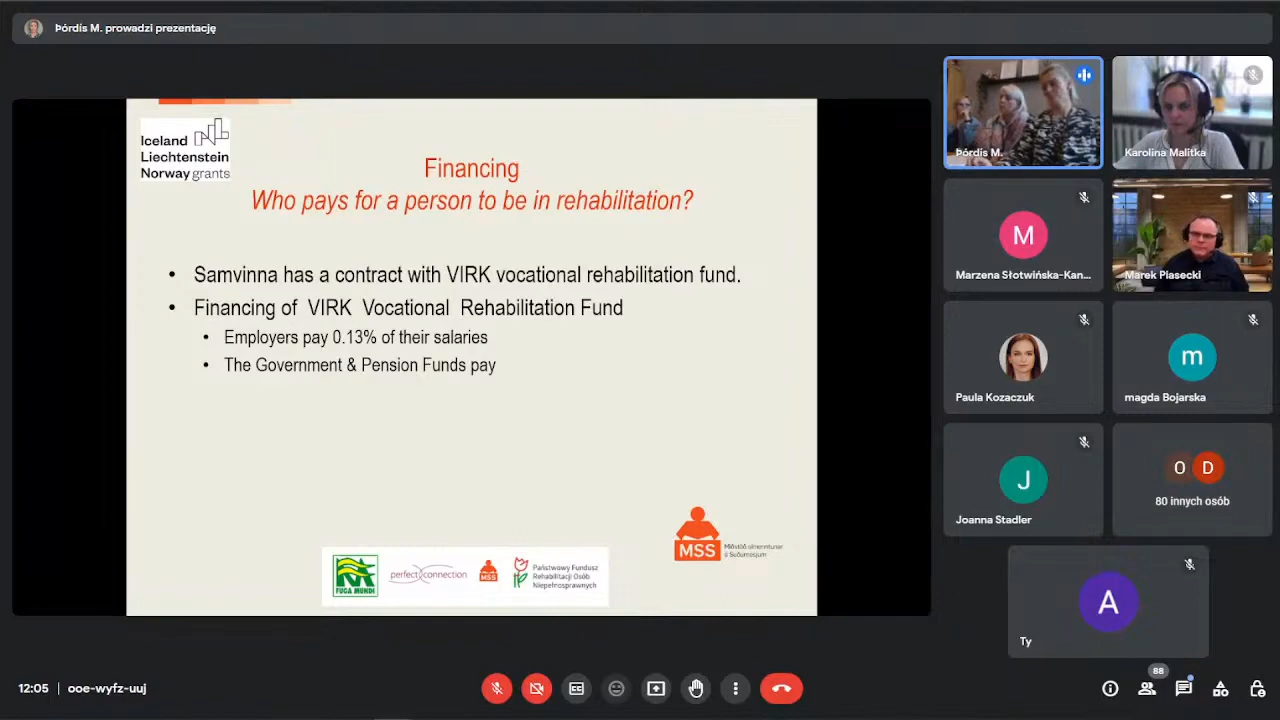 Þórdís M. prowadzi prezentację
Iceland
Liechtenstein
Norway grants
Financing
Who pays for a person to be in rehabilitation?
• Samvinna has a contract with VIRK vocational rehabilitation fund.
• Financing of VIRK Vocational Rehabilitation Fund
• Employers pay 0.13% of their salaries
• The Government & Pension Funds pay
MSS
Miðstöð símenntunar
á Suðurnesjum
FUGA MUNDI
perfect connection
MSS
Państwowy Fundusz
Rehabilitacji Osób
Niepełnosprawnych
Þórdís M.
Karolina Malitka
M
Marzena Słotwińska-Kan...
Marek Piasecki
Paula Kozaczuk
m
magda Bojarska
J
Joanna Stadler
O D
80 innych osób
A
Ty
12:05 | ooe-wyfz-uuj
88